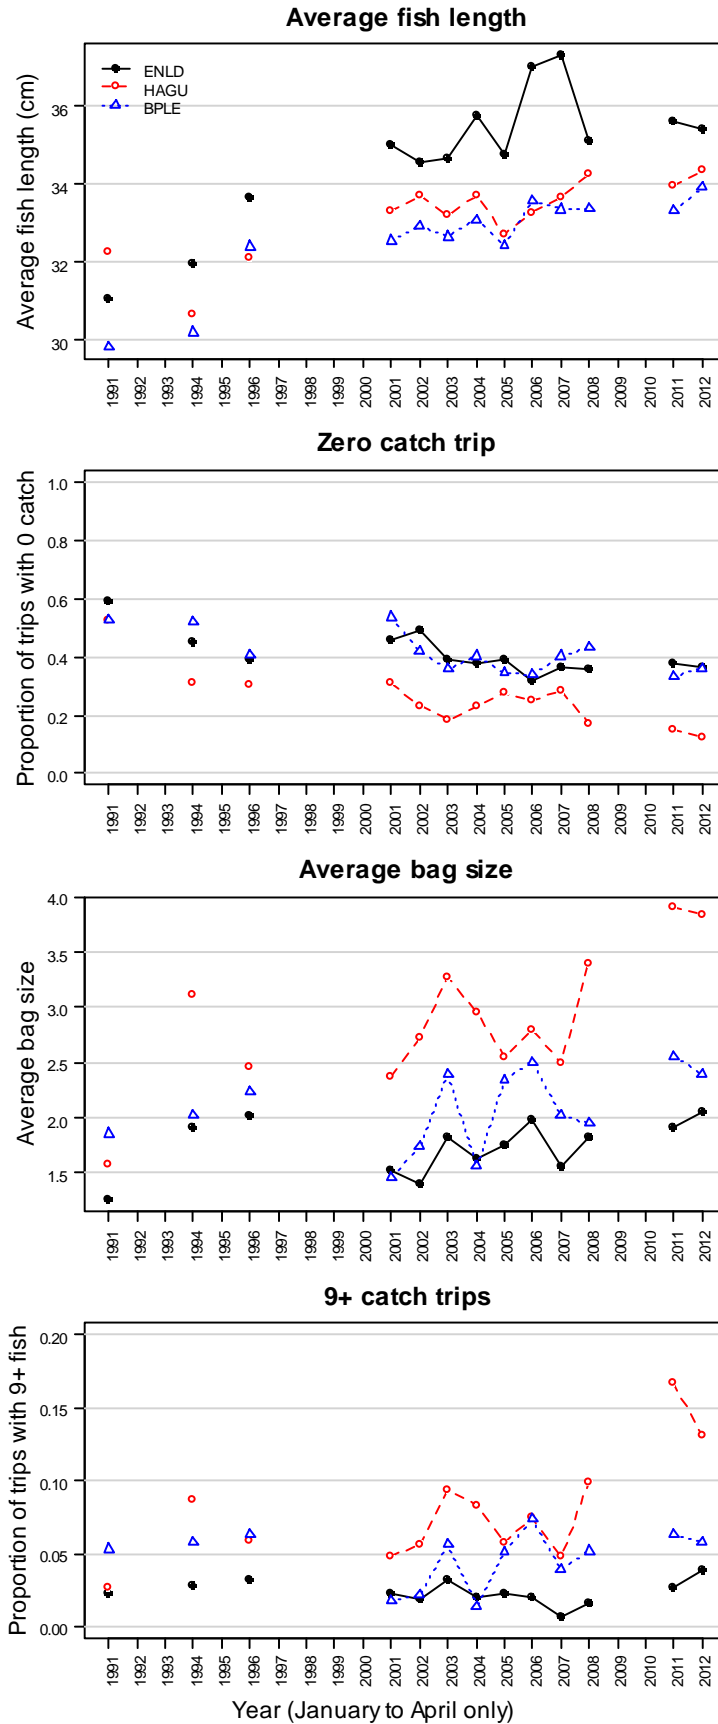 Average fish length
Average fish length (cm)
ENLD
HAGU
BPLE
36
34
32
30
1991 1992 1993 1994 1995 1996 1997 1998 1999 2000 2001 2002 2003 2004 2005 2006 2007 2008 2009 2010 2011 2012
Zero catch trip
Proportion of trips with 0 catch
1.0
0.8
0.6
0.4
0.2
0.0
1991 1992 1993 1994 1995 1996 1997 1998 1999 2000 2001 2002 2003 2004 2005 2006 2007 2008 2009 2010 2011 2012
Average bag size
Average bag size
4.0
3.5
3.0
2.5
2.0
1.5
1991 1992 1993 1994 1995 1996 1997 1998 1999 2000 2001 2002 2003 2004 2005 2006 2007 2008 2009 2010 2011 2012
9+ catch trips
Proportion of trips with 9+ fish
0.20
0.15
0.10
0.05
0.00
1991 1992 1993 1994 1995 1996 1997 1998 1999 2000 2001 2002 2003 2004 2005 2006 2007 2008 2009 2010 2011 2012
Year (January to April only)